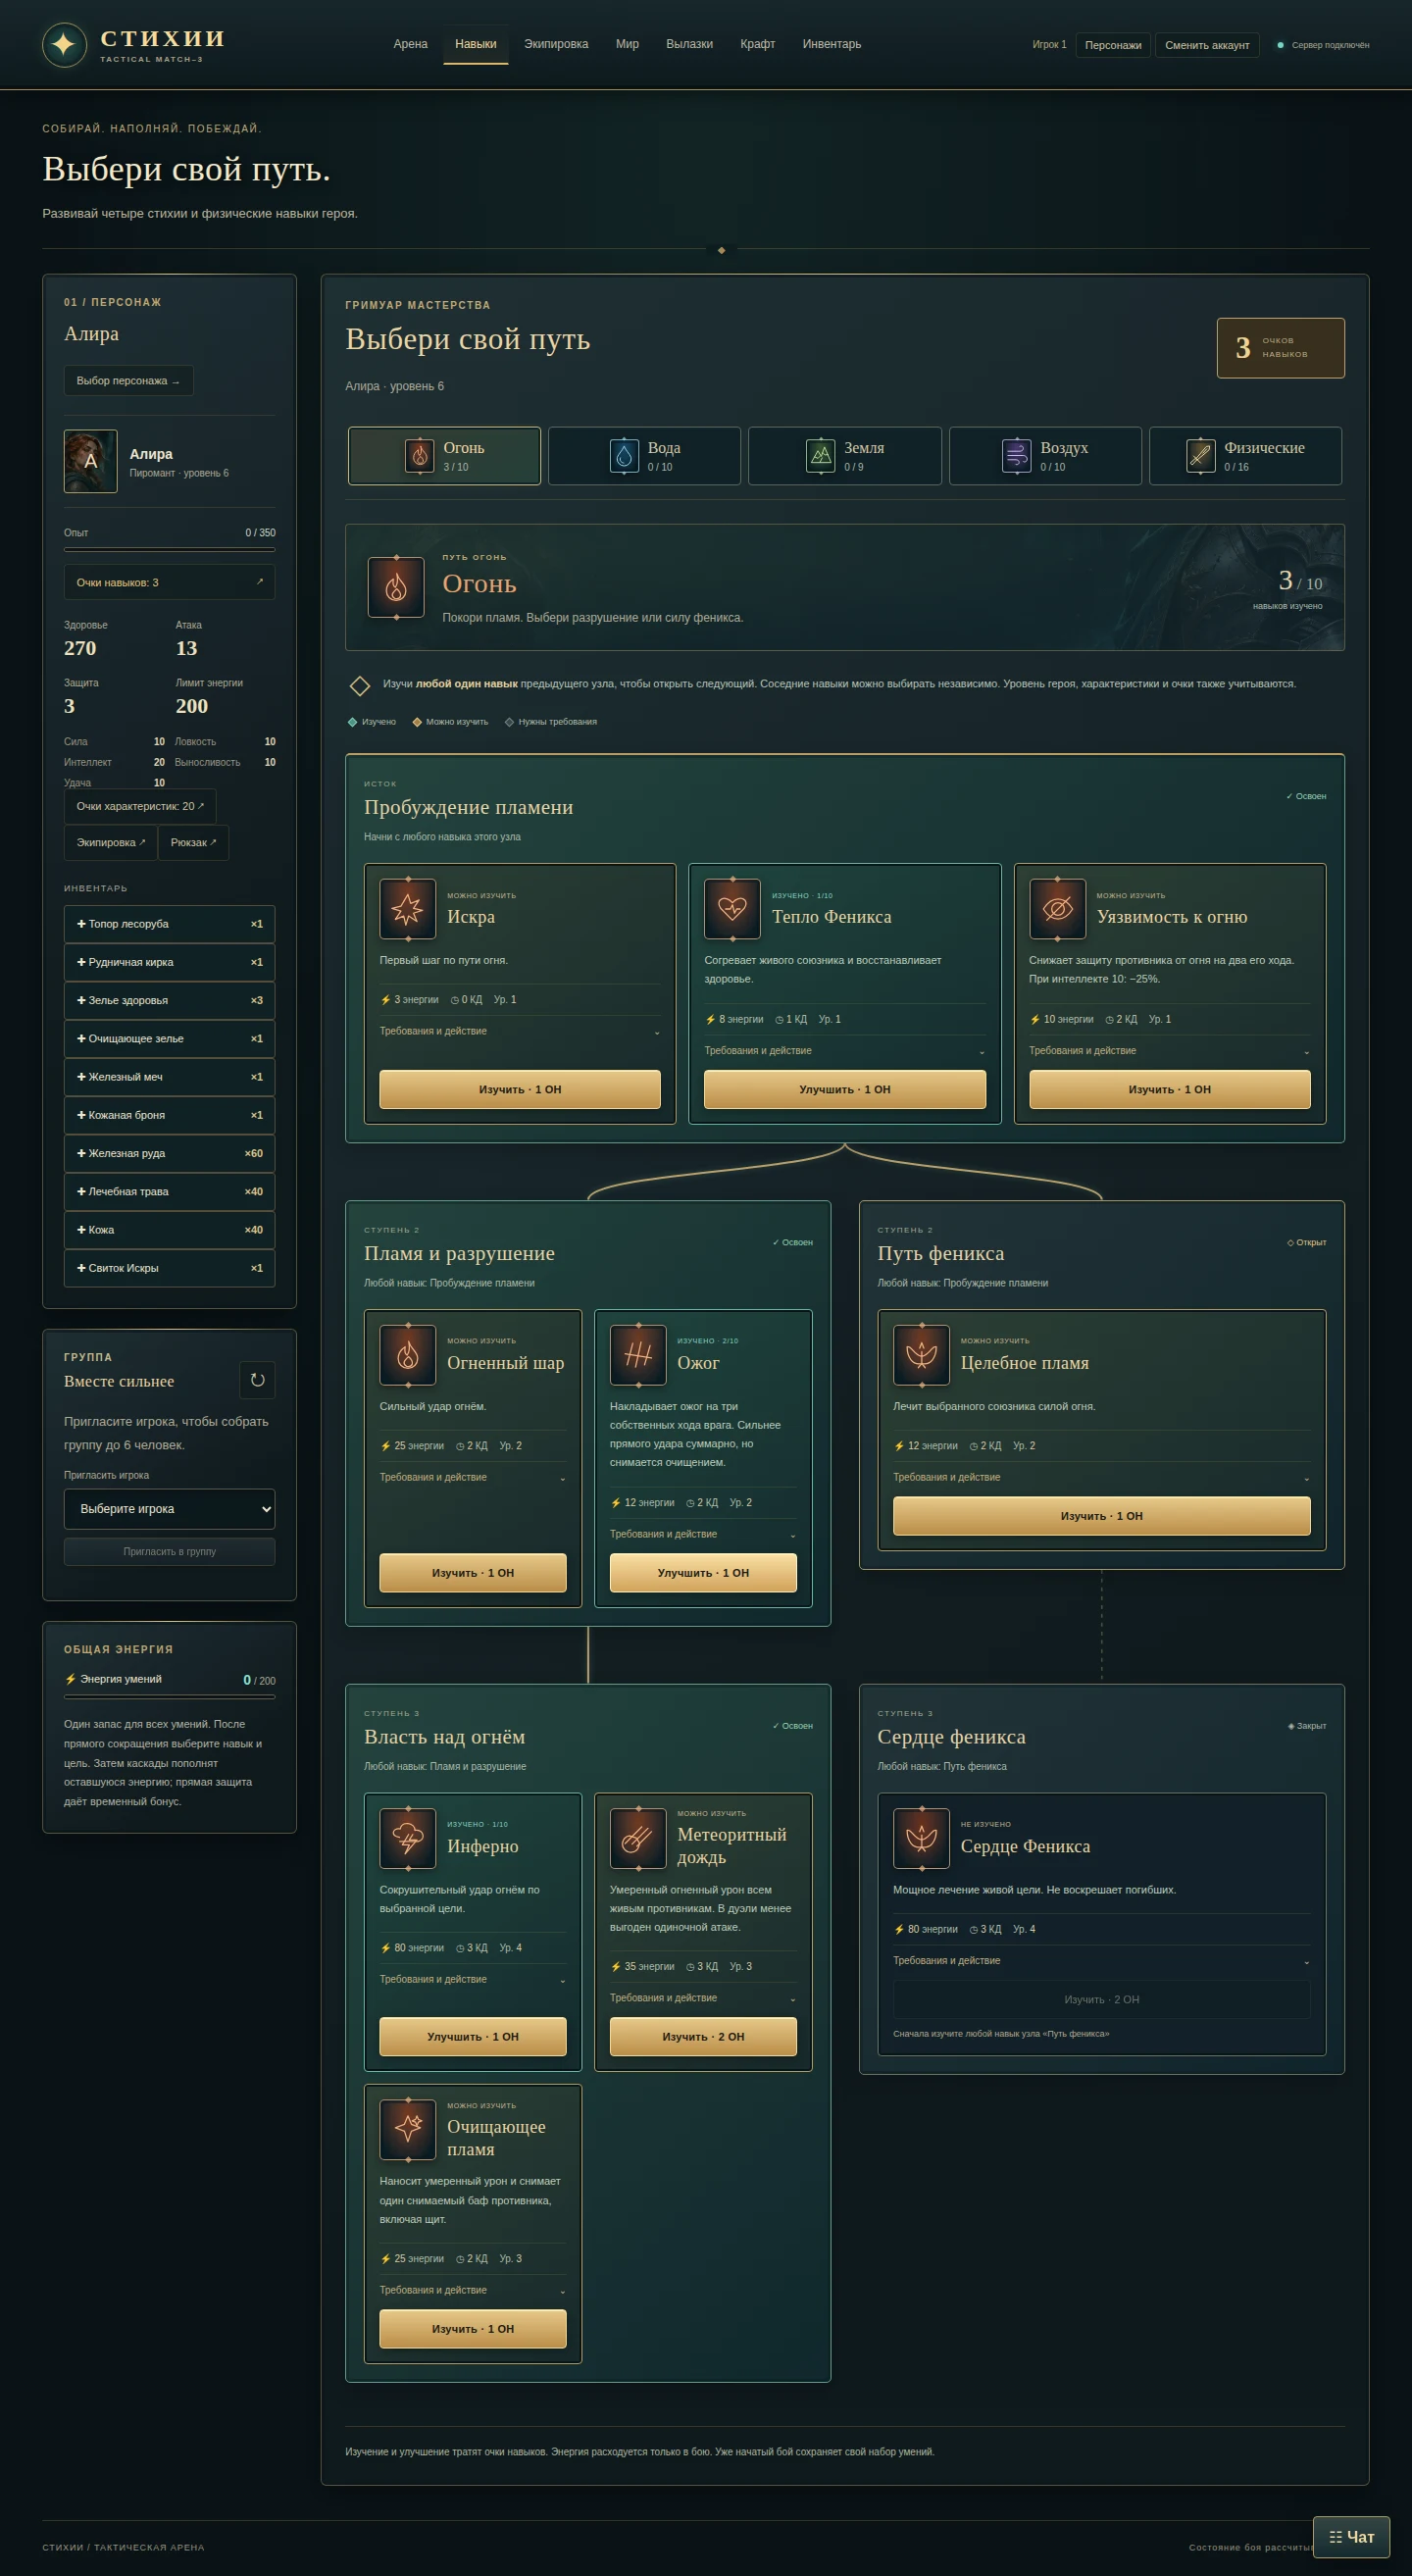 СТИХИИ
TACTICAL MATCH–3
Арена
Навыки
Экипировка
Мир
Вылазки
Крафт
Инвентарь
Игрок 1
Персонажи
Сменить аккаунт
Сервер подключён
СОБИРАЙ. НАПОЛНЯЙ. ПОБЕЖДАЙ.
Выбери свой путь.
Развивай четыре стихии и физические навыки героя.
01 / ПЕРСОНАЖ
Алира
Выбор персонажа →
А
Алира
Пиромант · уровень 6
Опыт 0 / 350
Очки навыков: 3 ↗
Здоровье Атака
270 13
Защита Лимит энергии
3 200
Сила 10 Ловкость 10
Интеллект 20 Выносливость 10
Удача 10
Очки характеристик: 20 ↗
Экипировка ↗ Рюкзак ↗
ИНВЕНТАРЬ
✚ Топор лесоруба ×1
✚ Рудничная кирка ×1
✚ Зелье здоровья ×3
✚ Очищающее зелье ×1
✚ Железный меч ×1
✚ Кожаная броня ×1
✚ Железная руда ×60
✚ Лечебная трава ×40
✚ Кожа ×40
✚ Свиток Искры ×1
ГРУППА
Вместе сильнее
Пригласите игрока, чтобы собрать
группу до 6 человек.
Пригласить игрока
Выберите игрока
Пригласить в группу
ОБЩАЯ ЭНЕРГИЯ
⚡ Энергия умений 0 / 200
Один запас для всех умений. После
прямого сокращения выберите навык и
цель. Затем каскады пополнят
оставшуюся энергию; прямая защита
даёт временный бонус.
ГРИМУАР МАСТЕРСТВА
Выбери свой путь
Алира · уровень 6
3 ОЧКОВ
НАВЫКОВ
Огонь
3 / 10
Вода
0 / 10
Земля
0 / 9
Воздух
0 / 10
Физические
0 / 16
ПУТЬ ОГОНЬ
Огонь
Покори пламя. Выбери разрушение или силу феникса.
3 / 10
навыков изучено
Изучи любой один навык предыдущего узла, чтобы открыть следующий. Соседние навыки можно выбирать независимо. Уровень героя, характеристики и очки также учитываются.
Изучено Можно изучить Нужны требования
ИСТОК
Пробуждение пламени
✓ Освоен
Начни с любого навыка этого узла
МОЖНО ИЗУЧИТЬ
Искра
Первый шаг по пути огня.
⚡ 3 энергии ◷ 0 КД Ур. 1
Требования и действие
Изучить · 1 ОН
ИЗУЧЕНО · 1/10
Тепло Феникса
Согревает живого союзника и восстанавливает
здоровье.
⚡ 8 энергии ◷ 1 КД Ур. 1
Требования и действие
Улучшить · 1 ОН
МОЖНО ИЗУЧИТЬ
Уязвимость к огню
Снижает защиту противника от огня на два его хода.
При интеллекте 10: −25%.
⚡ 10 энергии ◷ 2 КД Ур. 1
Требования и действие
Изучить · 1 ОН
СТУПЕНЬ 2
Пламя и разрушение
✓ Освоен
Любой навык: Пробуждение пламени
МОЖНО ИЗУЧИТЬ
Огненный шар
Сильный удар огнём.
⚡ 25 энергии ◷ 2 КД Ур. 2
Требования и действие
Изучить · 1 ОН
ИЗУЧЕНО · 2/10
Ожог
Накладывает ожог на три
собственных хода врага. Сильнее
прямого удара суммарно, но
снимается очищением.
⚡ 12 энергии ◷ 2 КД Ур. 2
Требования и действие
Улучшить · 1 ОН
СТУПЕНЬ 2
Путь феникса
◇ Открыт
Любой навык: Пробуждение пламени
МОЖНО ИЗУЧИТЬ
Целебное пламя
Лечит выбранного союзника силой огня.
⚡ 12 энергии ◷ 2 КД Ур. 2
Требования и действие
Изучить · 1 ОН
СТУПЕНЬ 3
Власть над огнём
✓ Освоен
Любой навык: Пламя и разрушение
ИЗУЧЕНО · 1/10
Инферно
Сокрушительный удар огнём по
выбранной цели.
⚡ 80 энергии ◷ 3 КД Ур. 4
Требования и действие
Улучшить · 1 ОН
МОЖНО ИЗУЧИТЬ
Метеоритный
дождь
Умеренный огненный урон всем
живым противникам. В дуэли менее
выгоден одиночной атаке.
⚡ 35 энергии ◷ 3 КД Ур. 3
Требования и действие
Изучить · 2 ОН
МОЖНО ИЗУЧИТЬ
Очищающее
пламя
Наносит умеренный урон и снимает
один снимаемый баф противника,
включая щит.
⚡ 25 энергии ◷ 2 КД Ур. 3
Требования и действие
Изучить · 1 ОН
СТУПЕНЬ 3
Сердце феникса
◈ Закрыт
Любой навык: Путь феникса
НЕ ИЗУЧЕНО
Сердце Феникса
Мощное лечение живой цели. Не воскрешает погибших.
⚡ 80 энергии ◷ 3 КД Ур. 4
Требования и действие
Изучить · 2 ОН
Сначала изучите любой навык узла «Путь феникса»
Изучение и улучшение тратят очки навыков. Энергия расходуется только в бою. Уже начатый бой сохраняет свой набор умений.
СТИХИИ / ТАКТИЧЕСКАЯ АРЕНА
Состояние боя
Чат